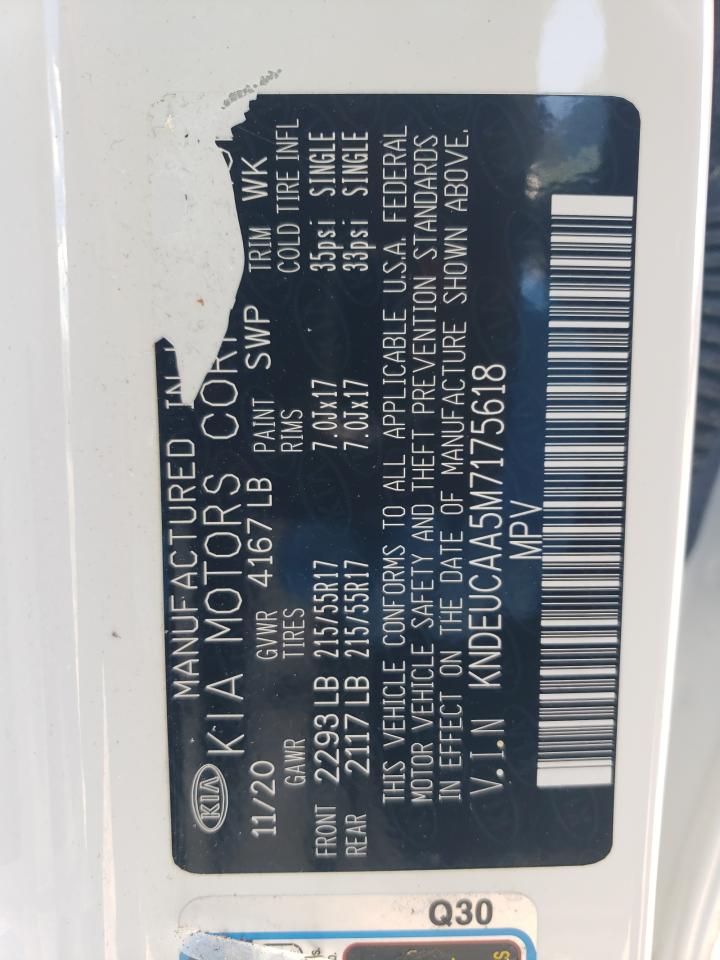 MANUFACTURED IN
KIA KIA MOTORS
11/20 GVWR 4167 LB PAINT SWP TRIM WK
GAWR TIRES RIMS COLD TIRE INFL
FRONT 2293 LB 215/55R17 7.0Jx17 35psi SINGLE
REAR 2117 LB 215/55R17 7.0Jx17 33psi SINGLE
THIS VEHICLE CONFORMS TO ALL APPLICABLE U.S.A. FEDERAL
MOTOR VEHICLE SAFETY AND THEFT PREVENTION STANDARDS
IN EFFECT ON THE DATE OF MANUFACTURE SHOWN ABOVE.
V.I.N KNDEUCAA5M7175618
MPV
Q30